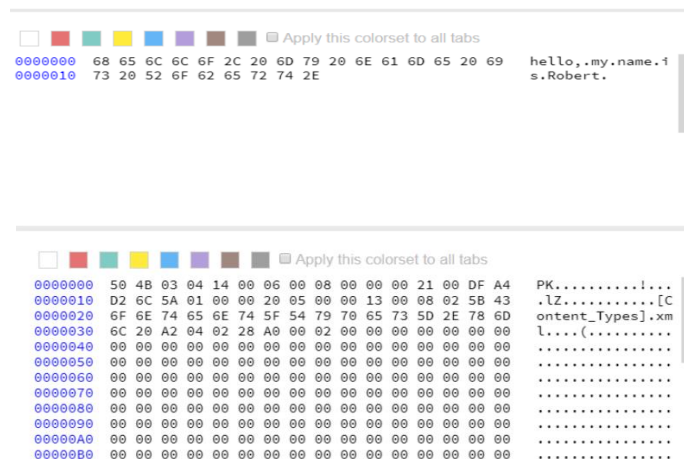 Apply this colorset to all tabs
0000000 68 65 6C 6C 6F 2C 20 6D 79 20 6E 61 6D 65 20 69 hello,.my.name.i
0000010 73 20 52 6F 62 65 72 74 2E s.Robert.
Apply this colorset to all tabs
0000000 50 4B 03 04 14 00 06 00 08 00 00 00 21 00 DF A4 PK..........!...
0000010 D2 6C 5A 01 00 00 20 05 00 00 13 00 08 02 5B 43 .lZ...........[C
0000020 6F 6E 74 65 6E 74 5F 54 79 70 65 73 5D 2E 78 6D ontent_Types].xm
0000030 6C 20 A2 04 02 28 A0 00 02 00 00 00 00 00 00 00 l....(..........
0000040 00 00 00 00 00 00 00 00 00 00 00 00 00 00 00 00 ................
0000050 00 00 00 00 00 00 00 00 00 00 00 00 00 00 00 00 ................
0000060 00 00 00 00 00 00 00 00 00 00 00 00 00 00 00 00 ................
0000070 00 00 00 00 00 00 00 00 00 00 00 00 00 00 00 00 ................
0000080 00 00 00 00 00 00 00 00 00 00 00 00 00 00 00 00 ................
0000090 00 00 00 00 00 00 00 00 00 00 00 00 00 00 00 00 ................
00000A0 00 00 00 00 00 00 00 00 00 00 00 00 00 00 00 00 ................
00000B0 00 00 00 00 00 00 00 00 00 00 00 00 00 00 00 00 ................